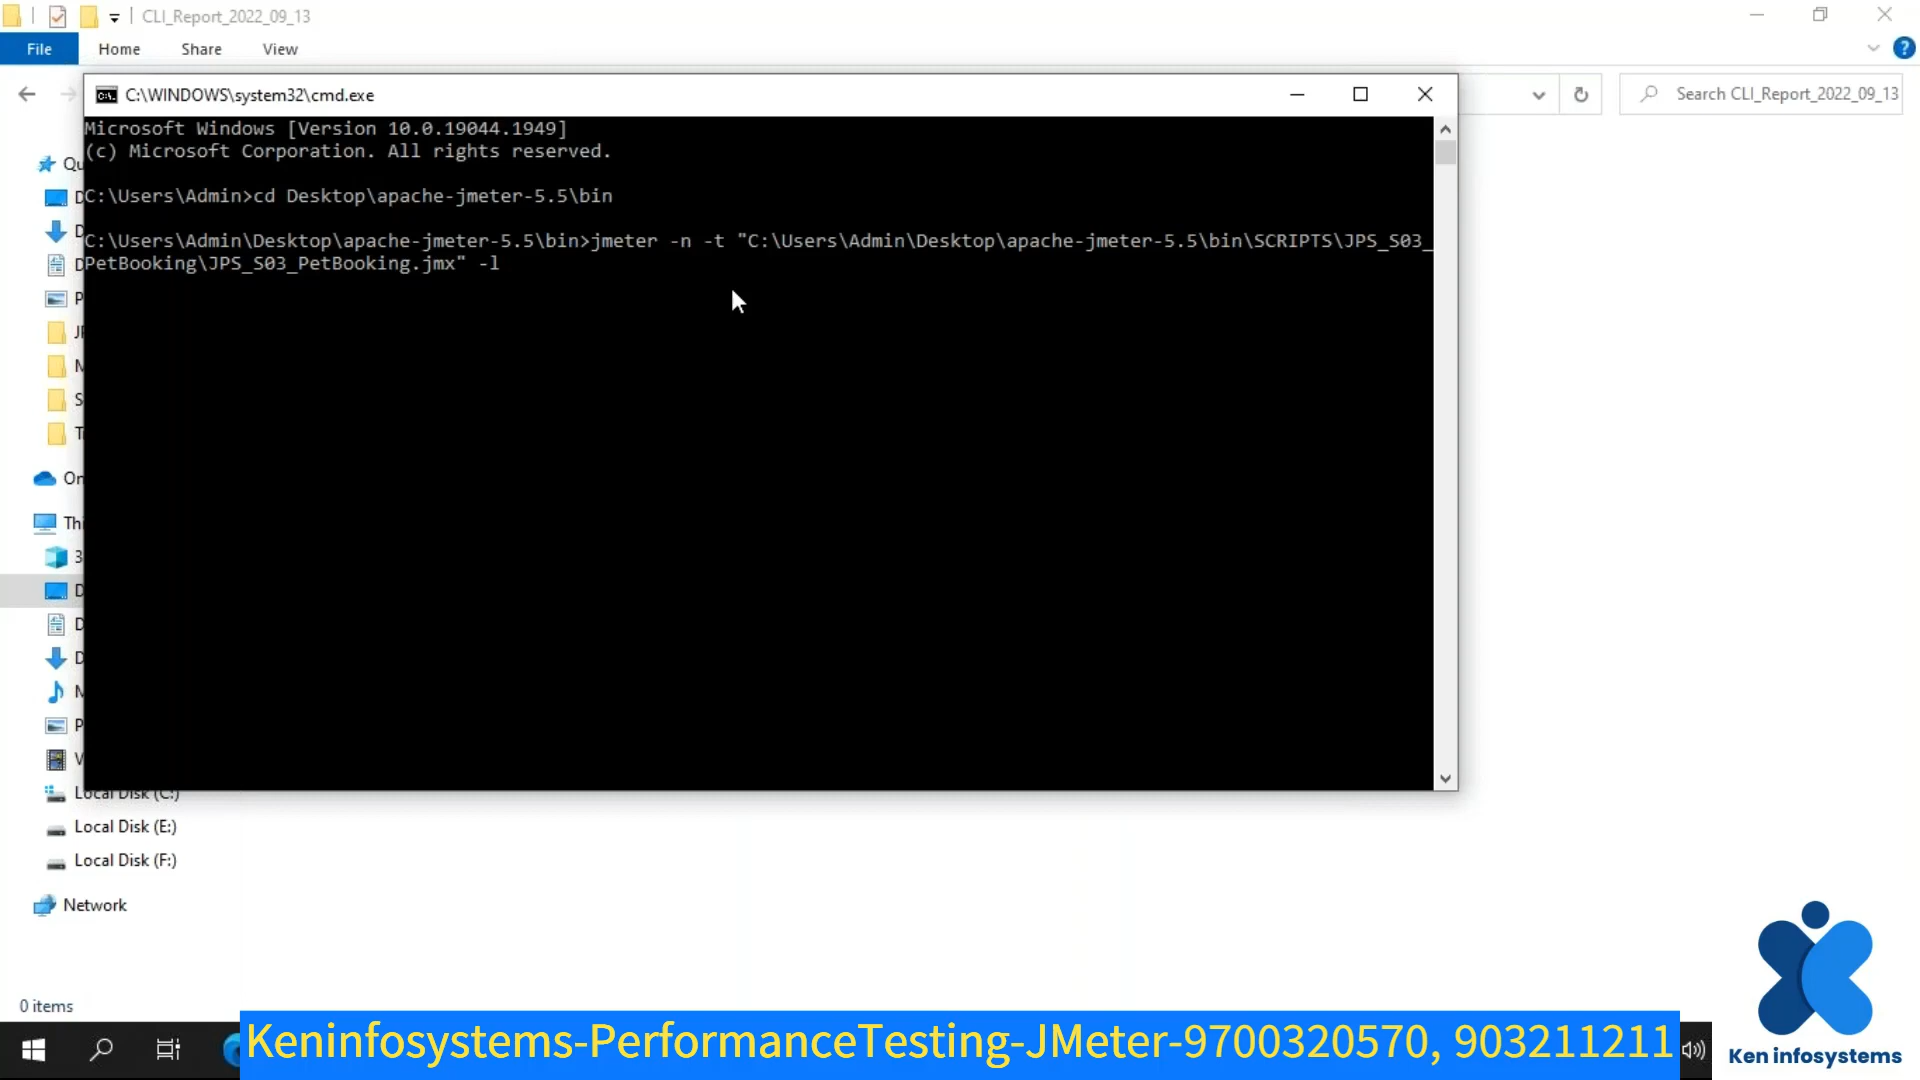 CLI_Report_2022_09_13
File Home Share View
C:\WINDOWS\system32\cmd.exe
Search CLI_Report_2022_09_13
Microsoft Windows [Version 10.0.19044.1949]
(c) Microsoft Corporation. All rights reserved.
C:\Users\Admin>cd Desktop\apache-jmeter-5.5\bin
C:\Users\Admin\Desktop\apache-jmeter-5.5\bin>jmeter -n -t "C:\Users\Admin\Desktop\apache-jmeter-5.5\bin\SCRIPTS\JPS_S03_
PetBooking\JPS_S03_PetBooking.jmx" -l
Local Disk (C:)
Local Disk (E:)
Local Disk (F:)
Network
0 items
Keninfosystems-PerformanceTesting-JMeter-9700320570, 903211211
Ken infosystems